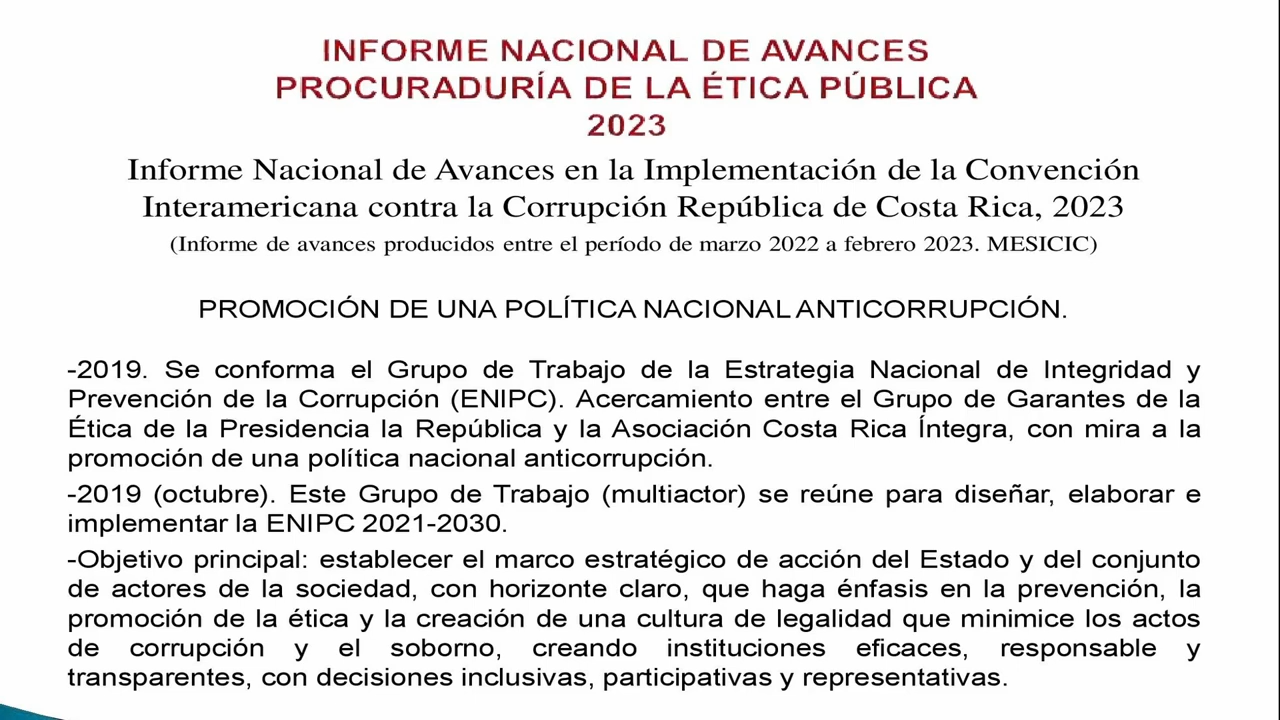 INFORME NACIONAL DE AVANCES
PROCURADURÍA DE LA ÉTICA PÚBLICA
2023
Informe Nacional de Avances en la Implementación de la Convención
Interamericana contra la Corrupción República de Costa Rica, 2023
(Informe de avances producidos entre el período de marzo 2022 a febrero 2023. MESICIC)
PROMOCIÓN DE UNA POLÍTICA NACIONAL ANTICORRUPCIÓN.
-2019. Se conforma el Grupo de Trabajo de la Estrategia Nacional de Integridad y
Prevención de la Corrupción (ENIPC). Acercamiento entre el Grupo de Garantes de la
Ética de la Presidencia la República y la Asociación Costa Rica Íntegra, con mira a la
promoción de una política nacional anticorrupción.
-2019 (octubre). Este Grupo de Trabajo (multiactor) se reúne para diseñar, elaborar e
implementar la ENIPC 2021-2030.
-Objetivo principal: establecer el marco estratégico de acción del Estado y del conjunto
de actores de la sociedad, con horizonte claro, que haga énfasis en la prevención, la
promoción de la ética y la creación de una cultura de legalidad que minimice los actos
de corrupción y el soborno, creando instituciones eficaces, responsable y
transparentes, con decisiones inclusivas, participativas y representativas.